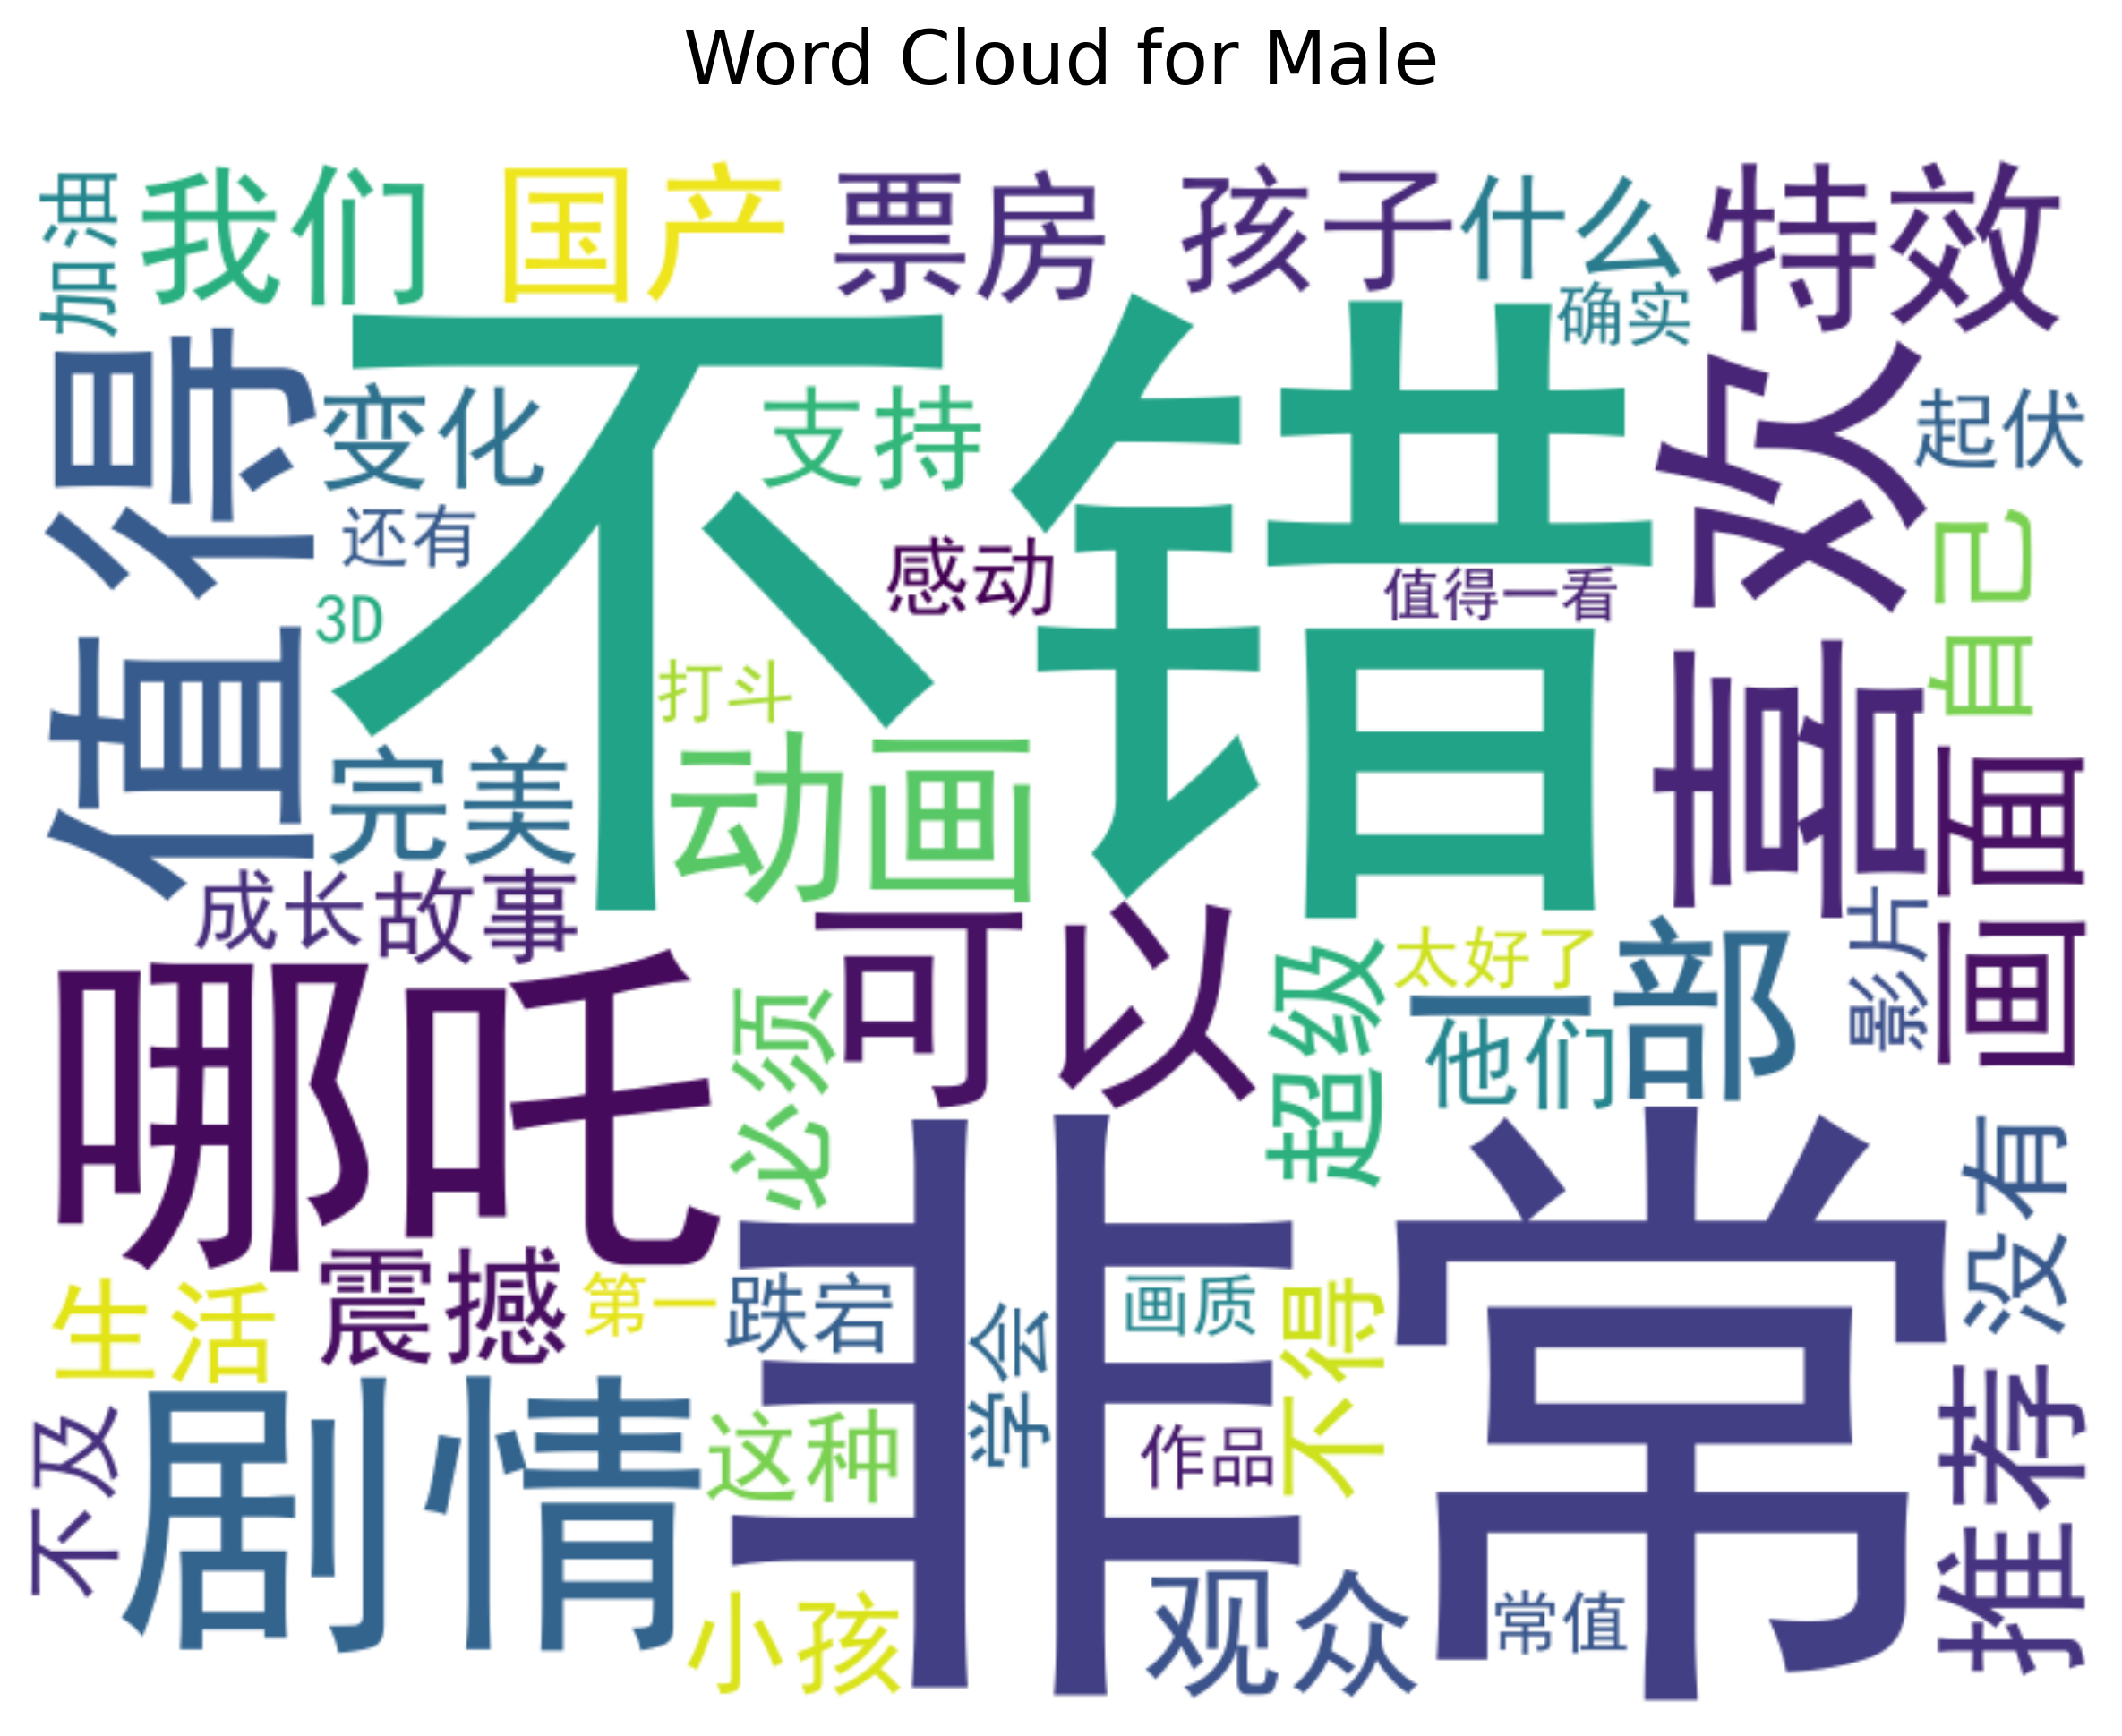 Word Cloud for Male
加油
我们
国产
票房
孩子
什么
特效
确实
值得
不错
变化
支持
喜欢
起伏
还有
感动
值得一看
自己
3D
打斗
完美
动画
画面
成长
故事
可以
超级
太好了
一部
影片
他们
哪吒
必须
非常
没有
生活
震撼
第一
跌宕
学会
画质
不得
不及
剧情
这种
作品
推荐
小孩
观众
常值